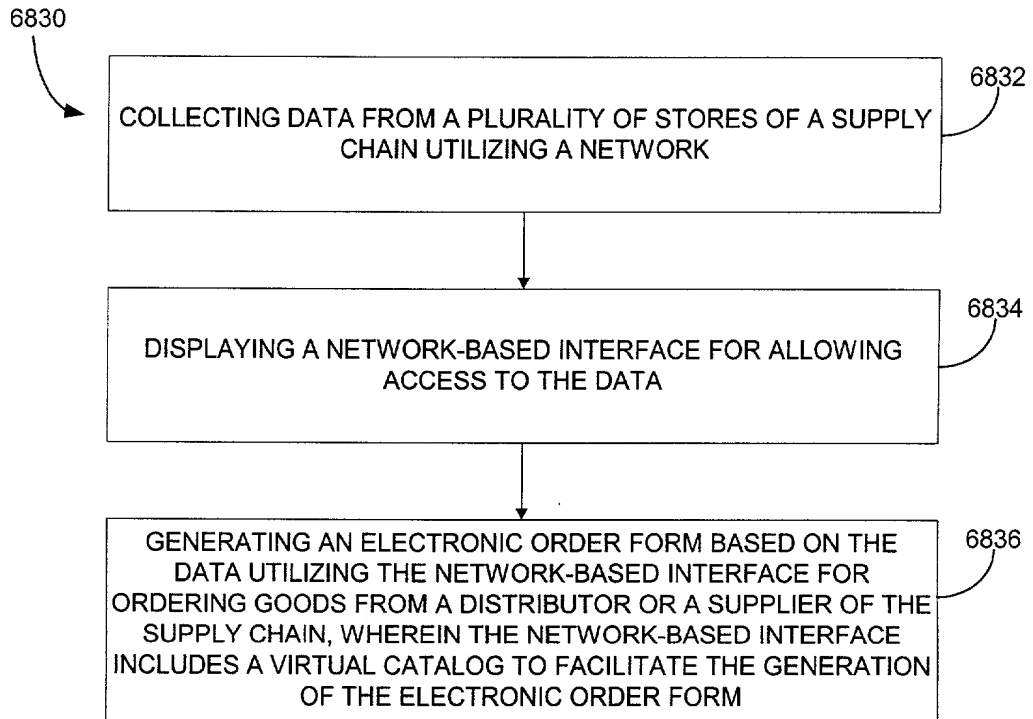 6830
6832
COLLECTING DATA FROM A PLURALITY OF STORES OF A SUPPLY
CHAIN UTILIZING A NETWORK
6834
DISPLAYING A NETWORK-BASED INTERFACE FOR ALLOWING
ACCESS TO THE DATA
6836
GENERATING AN ELECTRONIC ORDER FORM BASED ON THE
DATA UTILIZING THE NETWORK-BASED INTERFACE FOR
ORDERING GOODS FROM A DISTRIBUTOR OR A SUPPLIER OF THE
SUPPLY CHAIN, WHEREIN THE NETWORK-BASED INTERFACE
INCLUDES A VIRTUAL CATALOG TO FACILITATE THE GENERATION
OF THE ELECTRONIC ORDER FORM